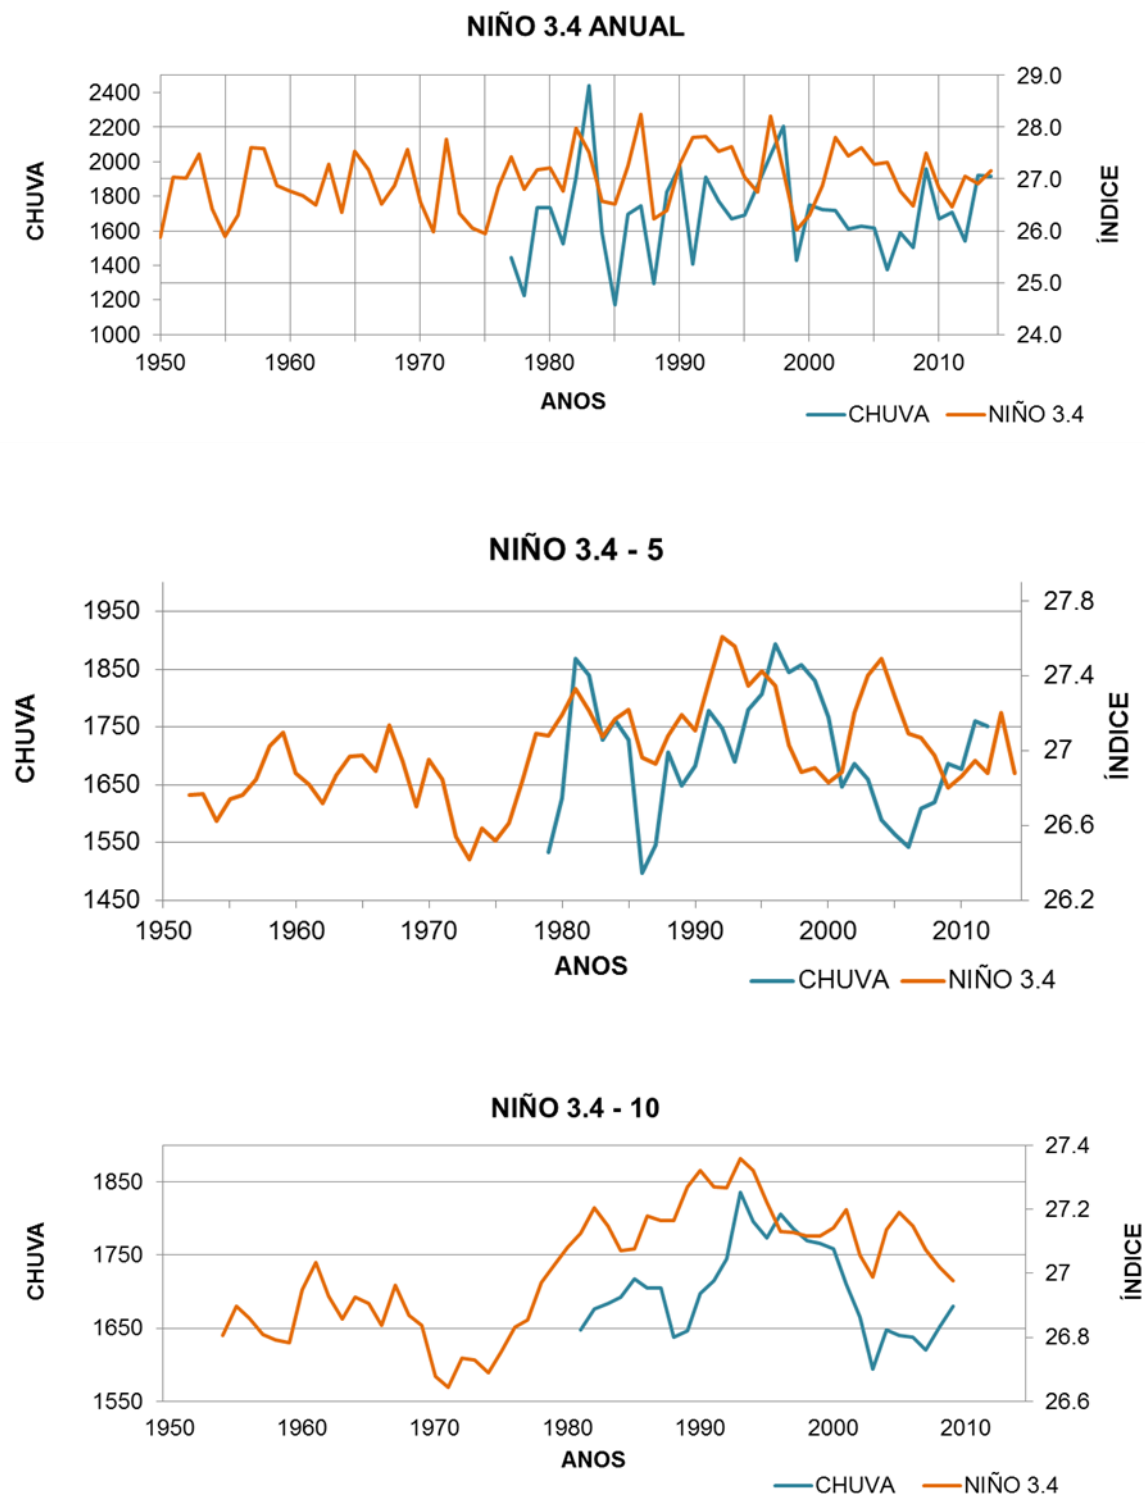 NIÑO 3.4 ANUAL
CHUVA
2400
2200
2000
1800
1600
1400
1200
1000
29.0
28.0
27.0
26.0
25.0
24.0
ÍNDICE
1950 1960 1970 1980 1990 2000 2010
ANOS
CHUVA NIÑO 3.4
NIÑO 3.4 - 5
CHUVA
1950
1850
1750
1650
1550
1450
27.8
27.4
27
26.6
26.2
ÍNDICE
1950 1960 1970 1980 1990 2000 2010
ANOS
CHUVA NIÑO 3.4
NIÑO 3.4 - 10
CHUVA
1850
1750
1650
1550
27.4
27.2
27
26.8
26.6
ÍNDICE
1950 1960 1970 1980 1990 2000 2010
ANOS
CHUVA NIÑO 3.4